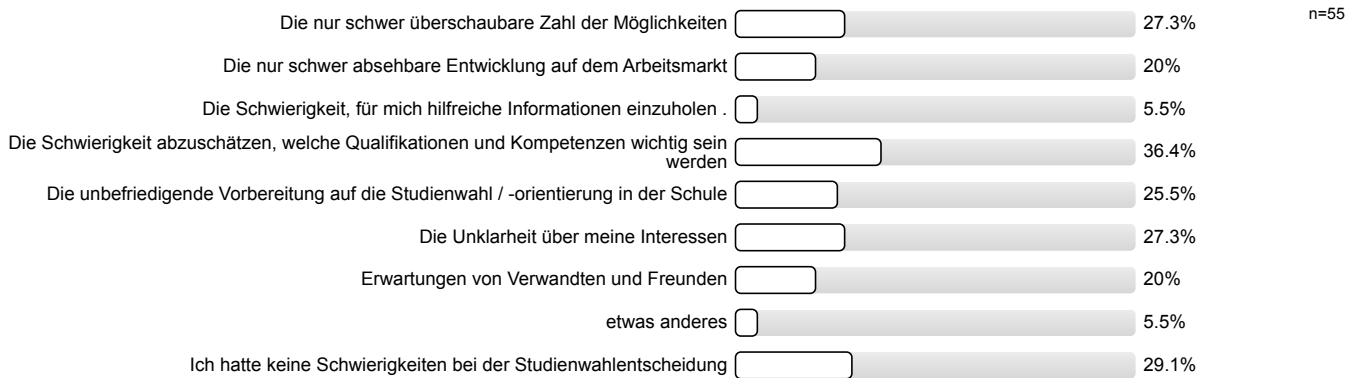 Die nur schwer überschaubare Zahl der Möglichkeiten 27.3% n=55
Die nur schwer absehbare Entwicklung auf dem Arbeitsmarkt 20%
Die Schwierigkeit, für mich hilfreiche Informationen einzuholen . 5.5%
Die Schwierigkeit abzuschätzen, welche Qualifikationen und Kompetenzen wichtig sein
werden 36.4%
Die unbefriedigende Vorbereitung auf die Studienwahl / -orientierung in der Schule 25.5%
Die Unklarheit über meine Interessen 27.3%
Erwartungen von Verwandten und Freunden 20%
etwas anderes 5.5%
Ich hatte keine Schwierigkeiten bei der Studienwahlentscheidung 29.1%